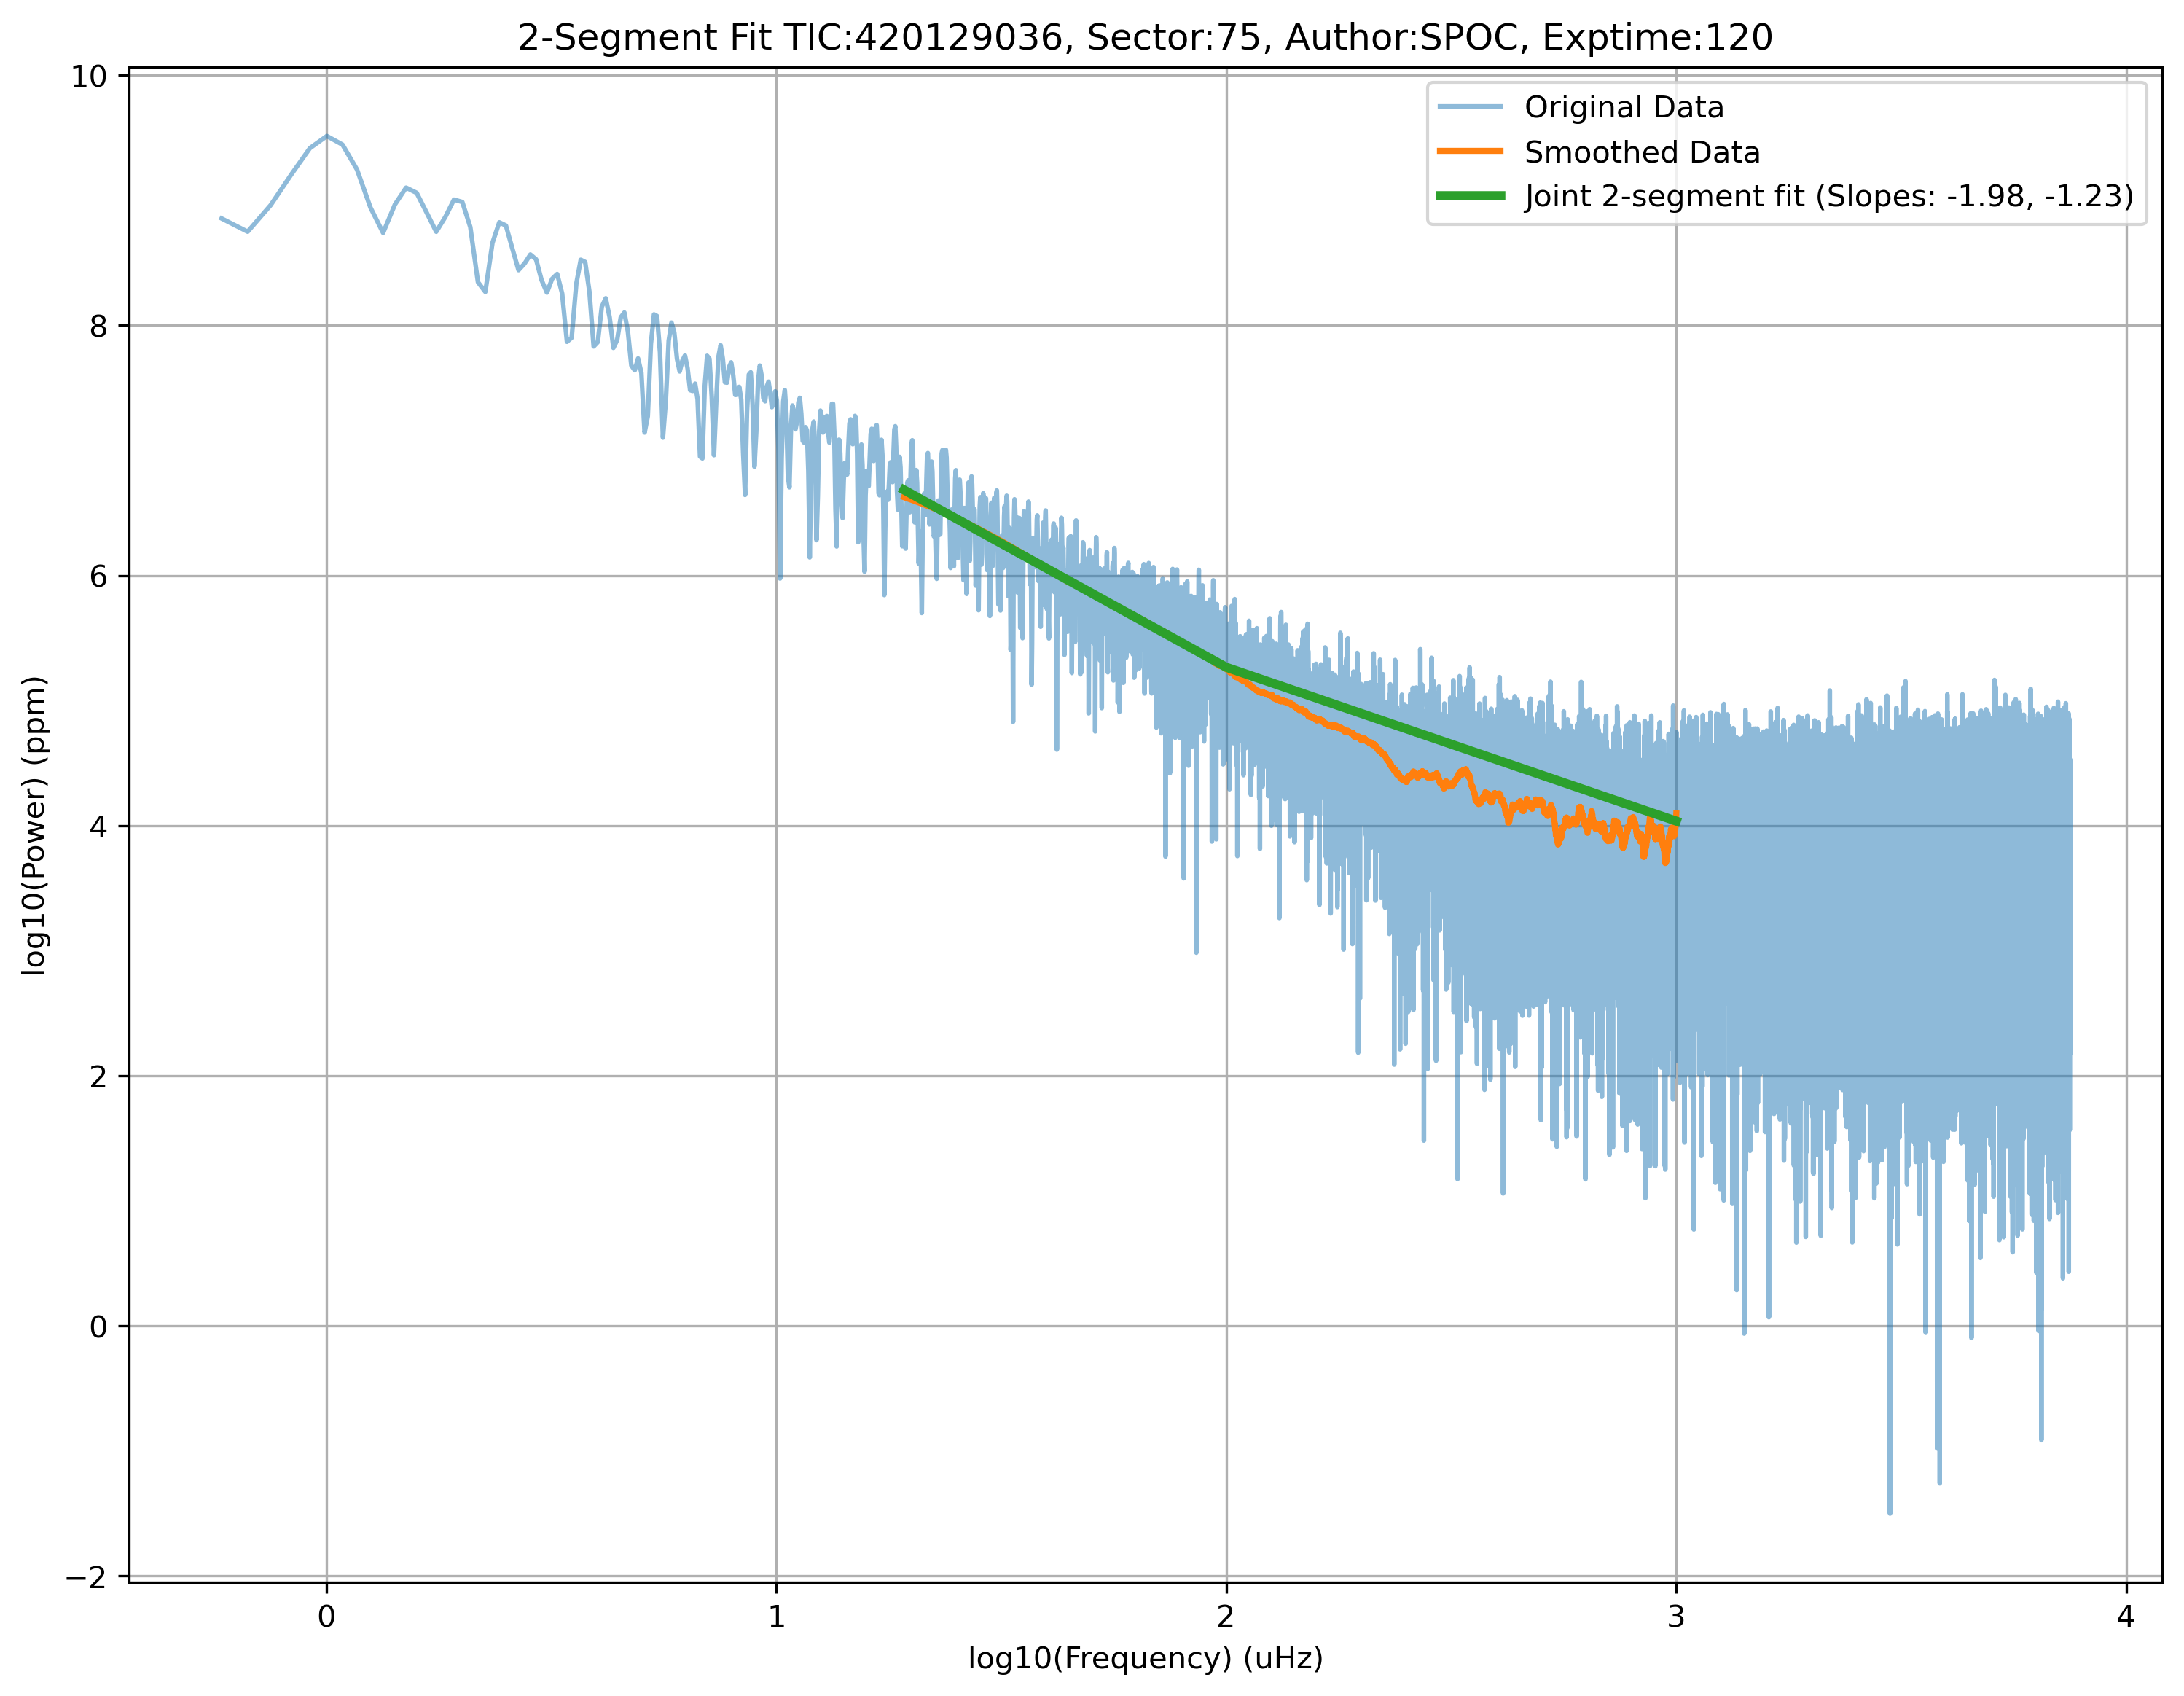 2-Segment Fit TIC:420129036, Sector:75, Author:SPOC, Exptime:120
Original Data
Smoothed Data
Joint 2-segment fit (Slopes: -1.98, -1.23)
10
8
6
4
2
0
−2
log10(Power) (ppm)
0 1 2 3 4
log10(Frequency) (uHz)